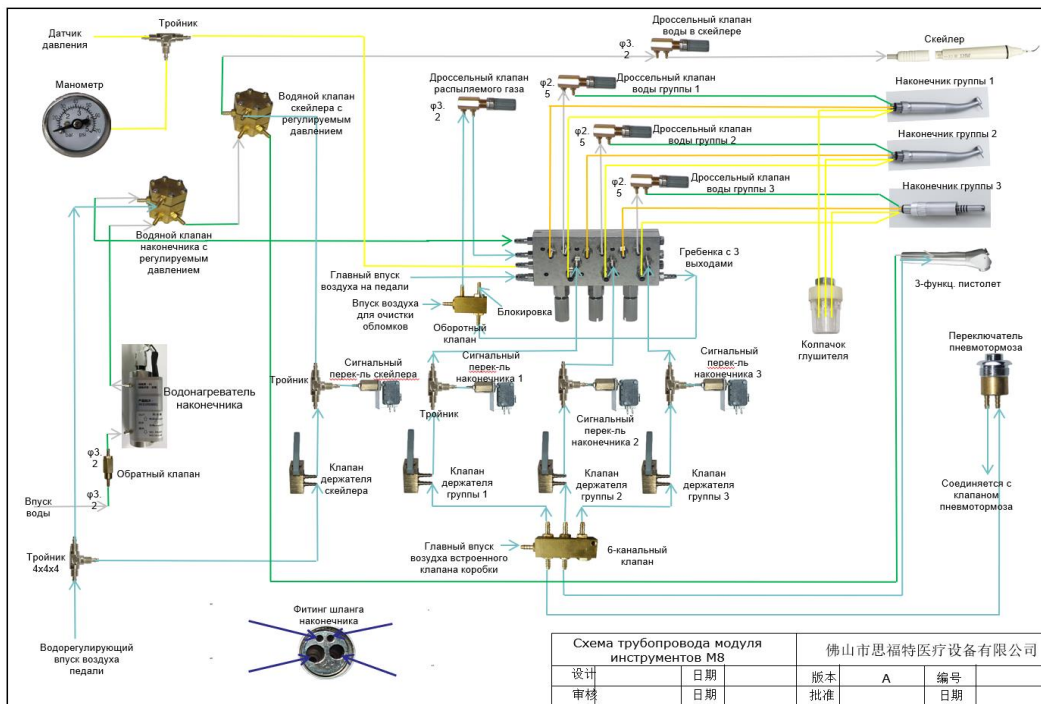 Тройник
Датчик
давления
Манометр
Водяной клапан
скейлера с
регулируемым
давлением
Дроссельный клапан
воды в скейлере
φ3.
2
Скейлер
Дроссельный клапан
распыляемого газа
φ3.
2
Дроссельный клапан
воды группы 1
φ2.
5
Наконечник группы 1
Дроссельный клапан
воды группы 2
φ2.
5
Наконечник группы 2
Дроссельный клапан
воды группы 3
φ2.
5
Наконечник группы 3
Водяной клапан
наконечника с
регулируемым
давлением
Главный впуск
воздуха на педали
Гребенка с 3
выходами
3-функц. пистолет
Впуск воздуха
для очистки
обломков
Блокировка
Оборотный
клапан
Колпачок
глушителя
Переключатель
пневмотормоза
Водонагреватель
наконечника
Тройник
Сигнальный
перек-ль скейлера
Сигнальный
перек-ль
наконечника 1
Тройник
Сигнальный
перек-ль
наконечника 2
Сигнальный
перек-ль
наконечника 3
φ3.
2
Обратный клапан
φ3.
2
Впуск
воды
Клапан
держателя
скейлера
Клапан
держателя
группы 1
Клапан
держателя
группы 2
Клапан
держателя
группы 3
Соединяется с
клапаном
пневмотормоза
Тройник
4x4x4
Главный впуск
возудха встроенного
клапана коробки
6-канальный
клапан
Водорегулирующий
впуск воздуха
педали
Фитинг шланга
наконечника
Схема трубопровода модуля
инструментов M8
佛山市思福特医疗设备有限公司
设计 日期 版本 A 编号
审核 日期 批准 日期